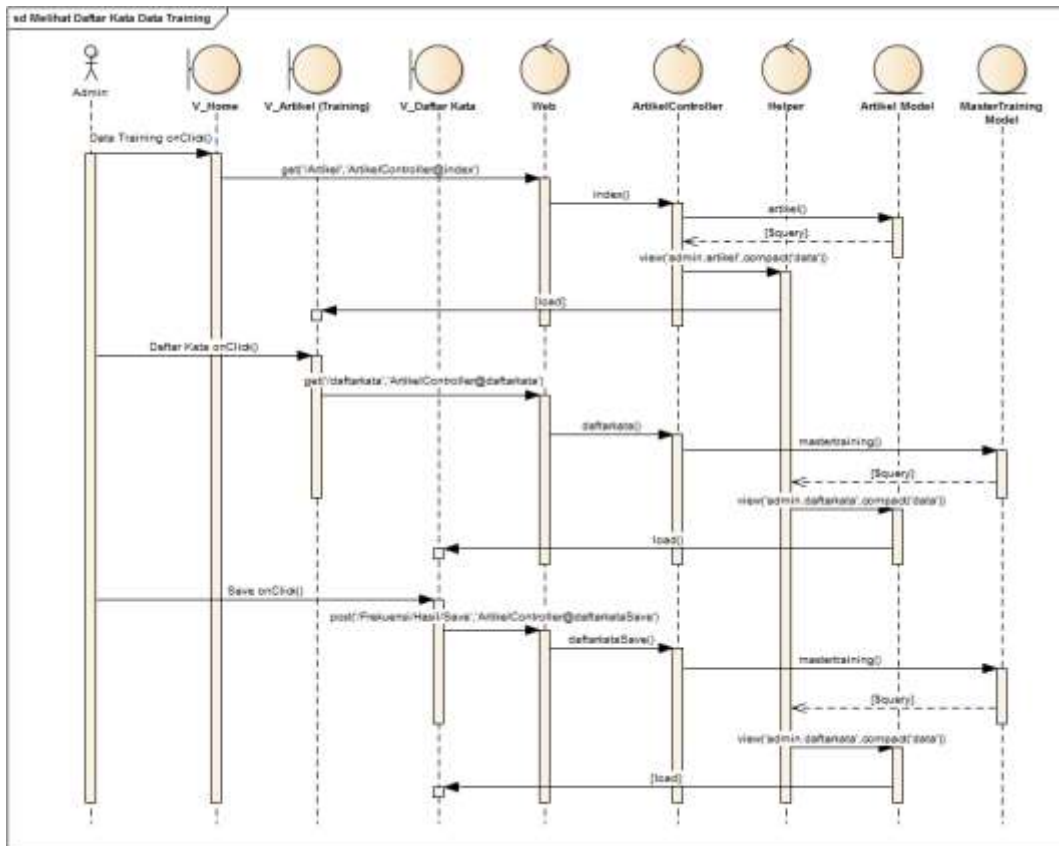 sd Melihat Daftar Kata Data Training
Admin
V_Home
V_Artikel (Training)
V_Daftar Kata
Web
ArtikelController
Helper
Artikel Model
MasterTraining
Model
Data Training onClick()
get('/Artikel','ArtikelController@index')
index()
artikel()
[$query]
view('admin.artikel',compact('data'))
[load]
Daftar Kata onClick()
get('/daftarkata','ArtikelController@daftarkata')
daftarkata()
mastertraining()
[$query]
view('admin.daftarkata',compact('data'))
load()
Save onClick()
post('/Frekuensi/Hasil/Save','ArtikelController@daftarkataSave')
daftarkataSave()
mastertraining()
[$query]
view('admin.daftarkata',compact('data'))
[load]